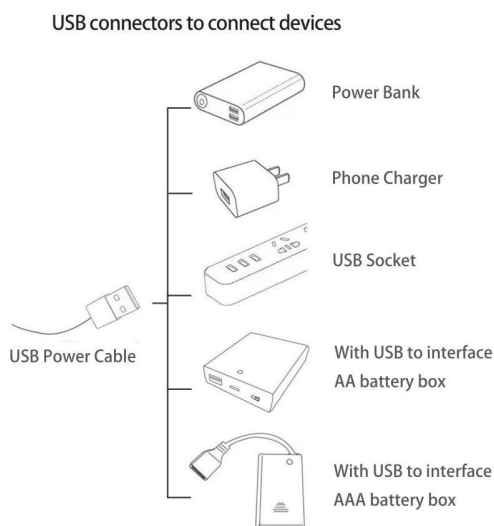 USB connectors to connect devices
Power Bank
Phone Charger
USB Socket
USB Power Cable
With USB to interface
AA battery box
With USB to interface
AAA battery box